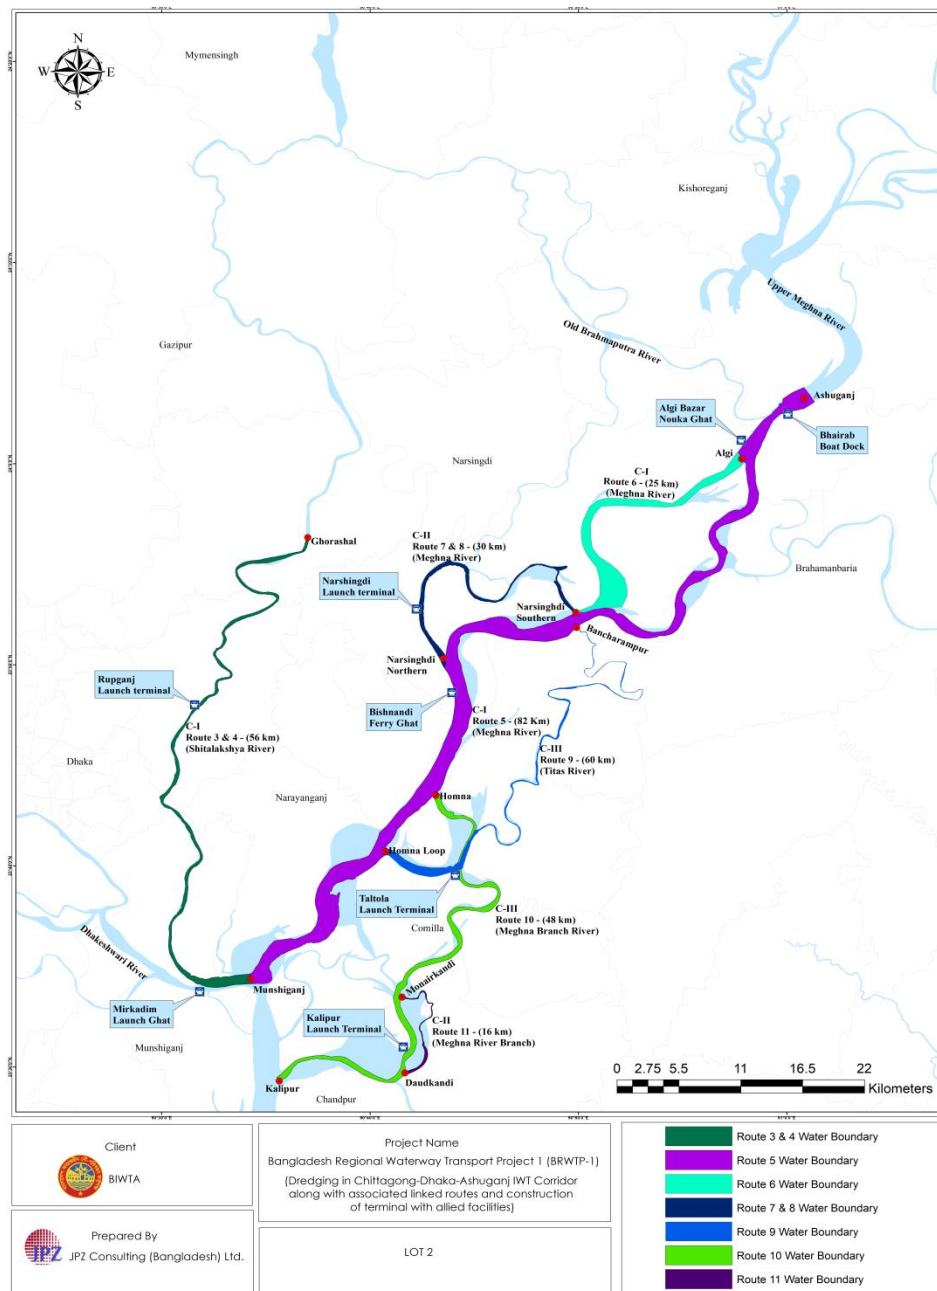 N
W
E
S
Mymensingh
Kishoreganj
Upper Meghna River
Old Brahmaputra River
Gazipur
Ashuganj
Algi Bazar
Nouka Ghat
Bhairab
Boat Dock
Algi
Narsingdi
C-I
Route 6 - (25 km)
(Meghna River)
Ghorashal
C-II
Route 7 & 8 - (30 km)
(Meghna River)
Brahamanbaria
Narshingdi
Launch terminal
Narsinghdi
Southern
Bancharampur
Narsinghdi
Northern
Rupganj
Launch terminal
Bishnandi
Ferry Ghat
C-I
Route 5 - (82 Km)
(Meghna River)
C-I
Route 3 & 4 - (56 km)
(Shitalakshya River)
C-III
Route 9 - (60 km)
(Titas River)
Dhaka
Narayanganj
Homna
Homna Loop
Taltola
Launch Terminal
C-III
Route 10 - (48 km)
(Meghna Branch River)
Comilla
Dhakeshwari River
Munshiganj
Monairkandi
Mirkadim
Launch Ghat
Kalipur
Launch Terminal
C-II
Route 11 - (16 km)
(Meghna River Branch)
Munshiganj
Kalipur
Daudkandi
Chandpur
0 2.75 5.5 11 16.5 22
Kilometers
Client
BIWTA
Prepared By
JPZ
JPZ Consulting (Bangladesh) Ltd.
Project Name
Bangladesh Regional Waterway Transport Project 1 (BRWTP-1)
(Dredging in Chittagong-Dhaka-Ashuganj IWT Corridor
along with associated linked routes and construction
of terminal with allied facilities)
LOT 2
Route 3 & 4 Water Boundary
Route 5 Water Boundary
Route 6 Water Boundary
Route 7 & 8 Water Boundary
Route 9 Water Boundary
Route 10 Water Boundary
Route 11 Water Boundary